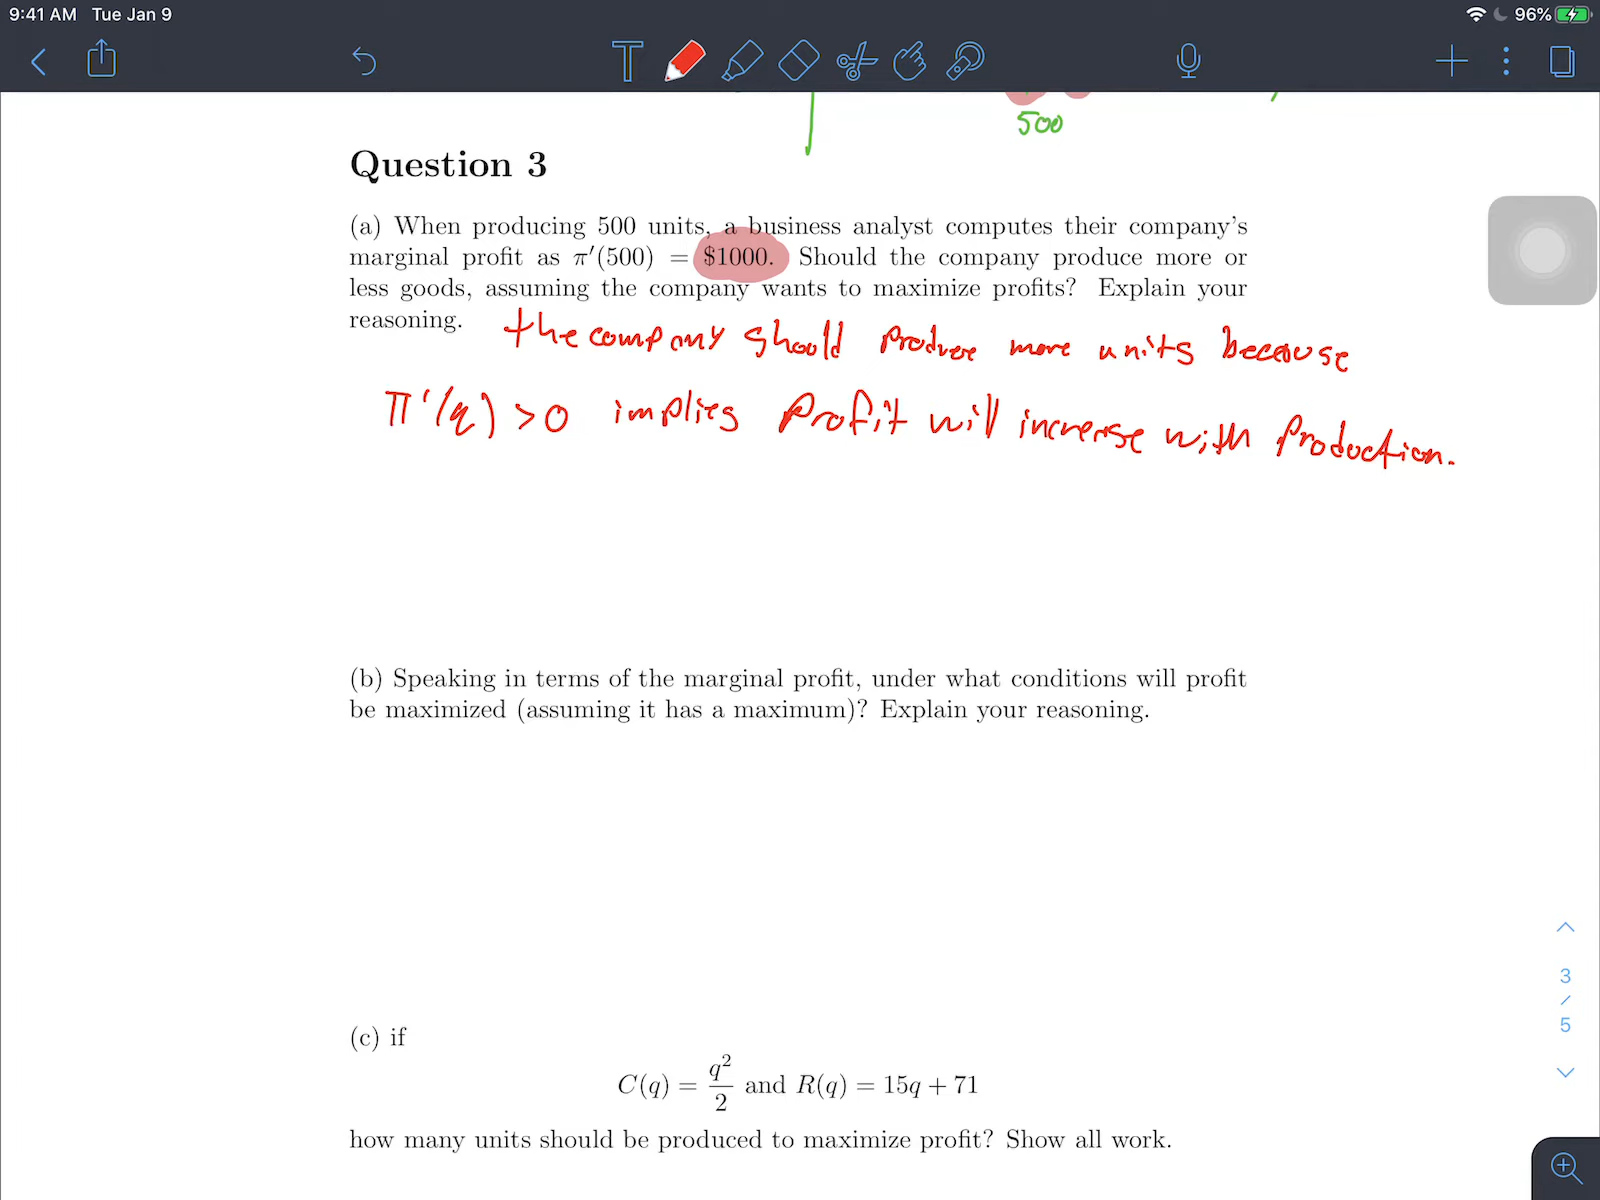 9:41 AM Tue Jan 9 96%
T
500
Question 3
(a) When producing 500 units, a business analyst computes their company's
marginal profit as π′(500) = $1000. Should the company produce more or
less goods, assuming the company wants to maximize profits? Explain your
reasoning.
the company should produce more units because
π'(q) >0 implies profit will increase with production.
(b) Speaking in terms of the marginal profit, under what conditions will profit
be maximized (assuming it has a maximum)? Explain your reasoning.
(c) if
C(q) = q²/2 and R(q) = 15q + 71
how many units should be produced to maximize profit? Show all work.
3
/
5